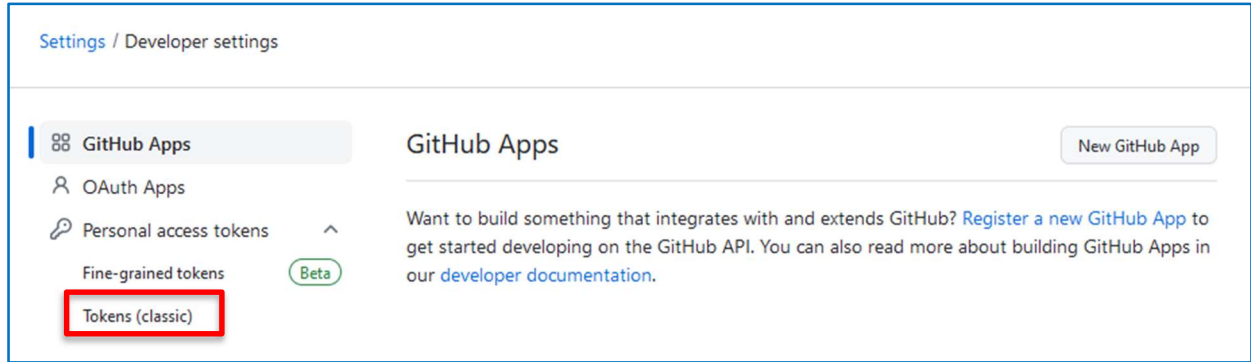 Settings / Developer settings
GitHub Apps
OAuth Apps
Personal access tokens
Fine-grained tokens Beta
Tokens (classic)
GitHub Apps
New GitHub App
Want to build something that integrates with and extends GitHub? Register a new GitHub App to
get started developing on the GitHub API. You can also read more about building GitHub Apps in
our developer documentation.